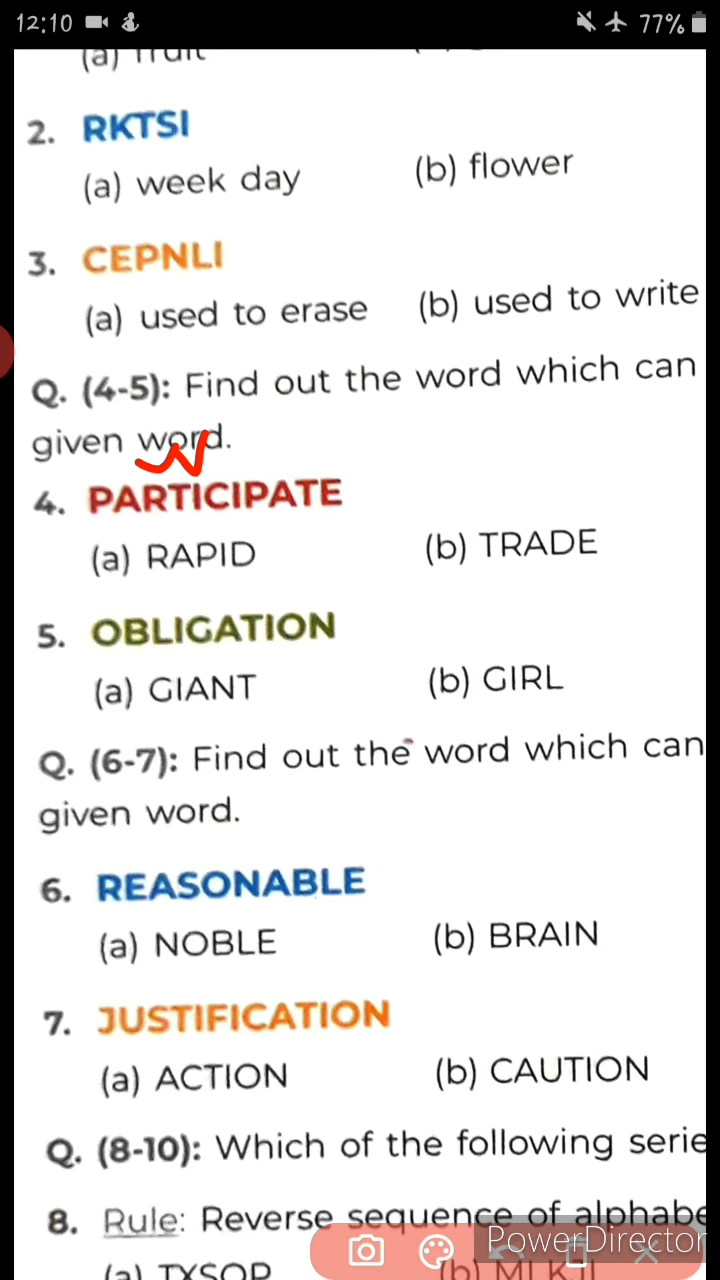 12:10 77%
(a) fruit
2. RKTSI
(a) week day (b) flower
3. CEPNLI
(a) used to erase (b) used to write
Q. (4-5): Find out the word which can
given word.
4. PARTICIPATE
(a) RAPID (b) TRADE
5. OBLIGATION
(a) GIANT (b) GIRL
Q. (6-7): Find out the word which can
given word.
6. REASONABLE
(a) NOBLE (b) BRAIN
7. JUSTIFICATION
(a) ACTION (b) CAUTION
Q. (8-10): Which of the following serie
8. Rule: Reverse sequence of alphabe
PowerDirector
(a) TXSOP (b) MLKJ